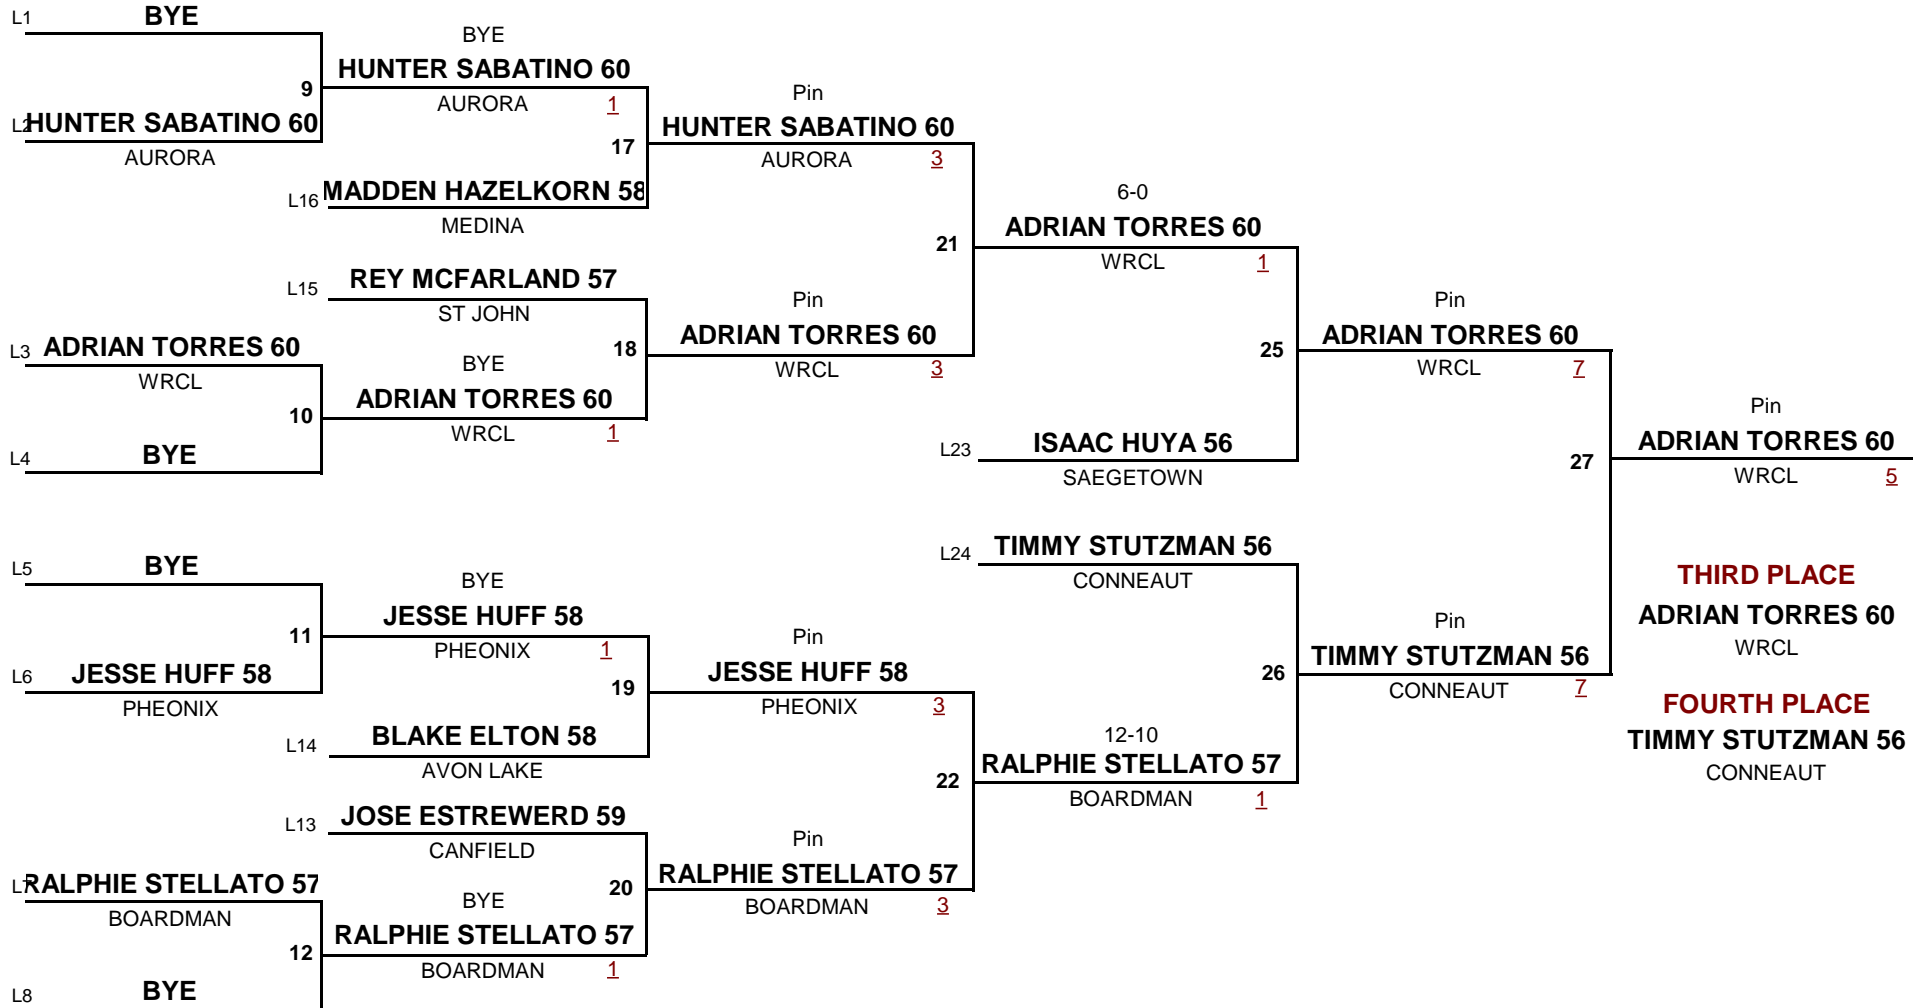 L1 BYE
BYE
HUNTER SABATINO 60
9
AURORA 1
L2 HUNTER SABATINO 60
AURORA
Pin
HUNTER SABATINO 60
17
AURORA 3
L16 MADDEN HAZELKORN 58
MEDINA
6-0
ADRIAN TORRES 60
21
WRCL 1
L15 REY MCFARLAND 57
ST JOHN
Pin
ADRIAN TORRES 60
18
WRCL 3
L3 ADRIAN TORRES 60
WRCL
BYE
ADRIAN TORRES 60
10
WRCL 1
L4 BYE
Pin
ADRIAN TORRES 60
25
WRCL 7
L23 ISAAC HUYA 56
SAEGETOWN
Pin
ADRIAN TORRES 60
27
WRCL 5
L24 TIMMY STUTZMAN 56
CONNEAUT
L5 BYE
BYE
JESSE HUFF 58
11
PHEONIX 1
L6 JESSE HUFF 58
PHEONIX
Pin
JESSE HUFF 58
19
PHEONIX 3
L14 BLAKE ELTON 58
AVON LAKE
Pin
TIMMY STUTZMAN 56
26
CONNEAUT 7
12-10
RALPHIE STELLATO 57
22
BOARDMAN 1
L13 JOSE ESTREWERD 59
CANFIELD
Pin
RALPHIE STELLATO 57
20
BOARDMAN 3
L7 RALPHIE STELLATO 57
BOARDMAN
BYE
RALPHIE STELLATO 57
12
BOARDMAN 1
L8 BYE
THIRD PLACE
ADRIAN TORRES 60
WRCL
FOURTH PLACE
TIMMY STUTZMAN 56
CONNEAUT